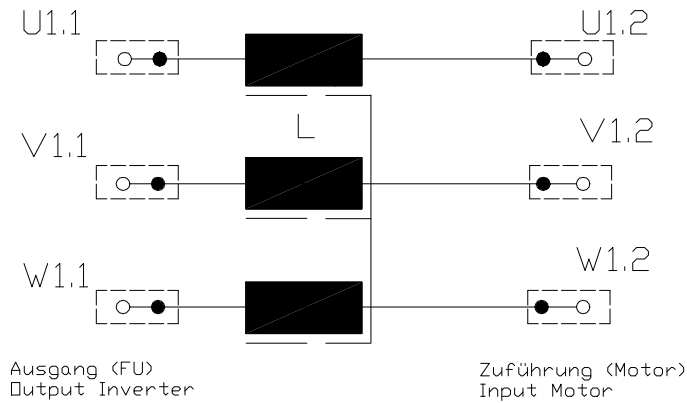 U1.1 U1.2
L
V1.1 V1.2
W1.1 W1.2
Ausgang (FU) Zuführung (Motor)
Output Inverter Input Motor